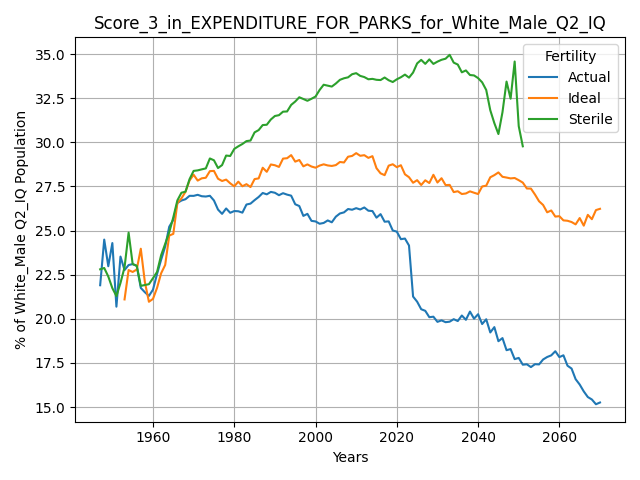 Score_3_in_EXPENDITURE_FOR_PARKS_for_White_Male_Q2_IQ
% of White_Male Q2_IQ Population
35.0
32.5
30.0
27.5
25.0
22.5
20.0
17.5
15.0
Fertility
Actual
Ideal
Sterile
1960 1980 2000 2020 2040 2060
Years